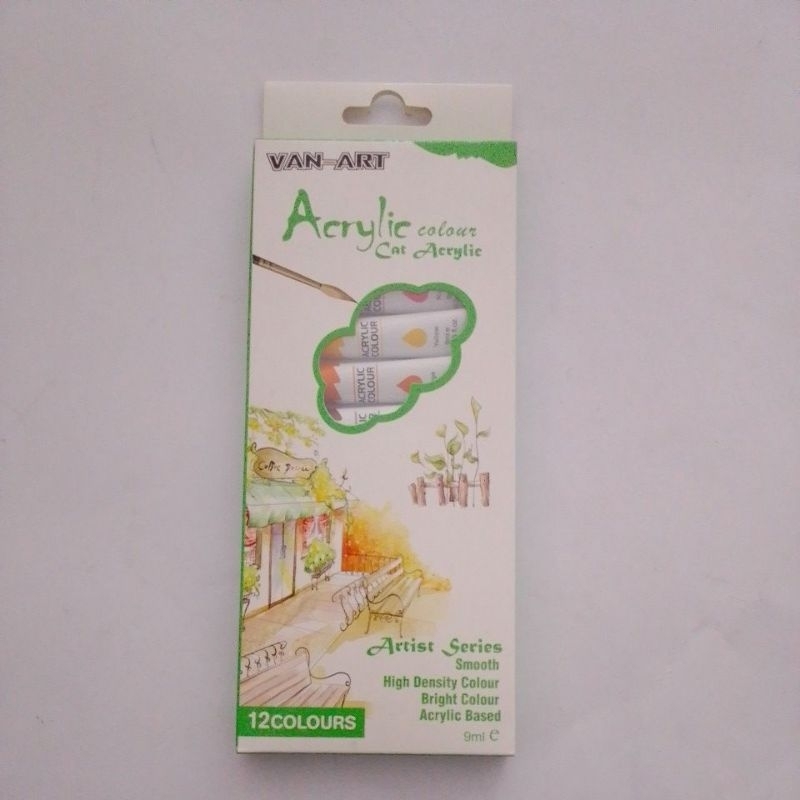 VAN-ART
Acrylic colour
Cat Acrylic
ACRYLIC
COLOUR
Yellow
ACRYLIC
COLOUR
Artist Series
Smooth
High Density Colour
Bright Colour
Acrylic Based
12COLOURS
9ml e